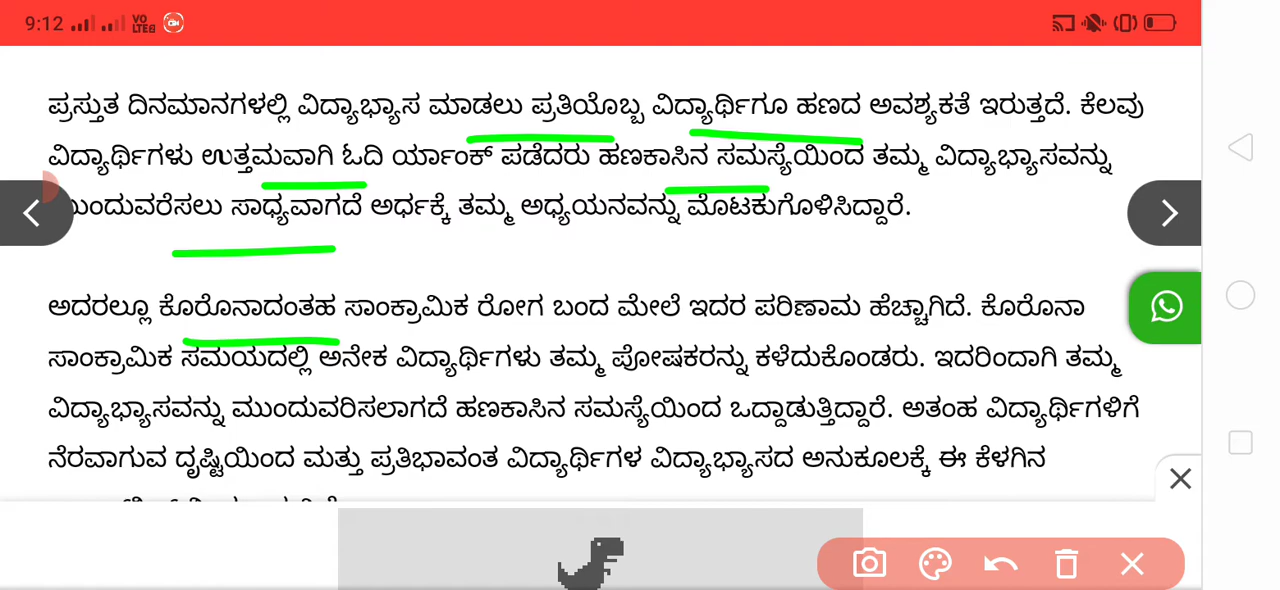 9:12 VO LTE2
ಪ್ರಸ್ತುತ ದಿನಮಾನಗಳಲ್ಲಿ ವಿದ್ಯಾಭ್ಯಾಸ ಮಾಡಲು ಪ್ರತಿಯೊಬ್ಬ ವಿದ್ಯಾರ್ಥಿಗೂ ಹಣದ ಅವಶ್ಯಕತೆ ಇರುತ್ತದೆ. ಕೆಲವು
ವಿದ್ಯಾರ್ಥಿಗಳು ಉತ್ತಮವಾಗಿ ಓದಿ ರ್ಯಾಂಕ್ ಪಡೆದರು ಹಣಕಾಸಿನ ಸಮಸ್ಯೆಯಿಂದ ತಮ್ಮ ವಿದ್ಯಾಭ್ಯಾಸವನ್ನು
ಮುಂದುವರೆಸಲು ಸಾಧ್ಯವಾಗದೆ ಅರ್ಧಕ್ಕೆ ತಮ್ಮ ಅಧ್ಯಯನವನ್ನು ಮೊಟಕುಗೊಳಿಸಿದ್ದಾರೆ.
ಅದರಲ್ಲೂ ಕೊರೊನಾದಂತಹ ಸಾಂಕ್ರಾಮಿಕ ರೋಗ ಬಂದ ಮೇಲೆ ಇದರ ಪರಿಣಾಮ ಹೆಚ್ಚಾಗಿದೆ. ಕೊರೊನಾ
ಸಾಂಕ್ರಾಮಿಕ ಸಮಯದಲ್ಲಿ ಅನೇಕ ವಿದ್ಯಾರ್ಥಿಗಳು ತಮ್ಮ ಪೋಷಕರನ್ನು ಕಳೆದುಕೊಂಡರು. ಇದರಿಂದಾಗಿ ತಮ್ಮ
ವಿದ್ಯಾಭ್ಯಾಸವನ್ನು ಮುಂದುವರಿಸಲಾಗದೆ ಹಣಕಾಸಿನ ಸಮಸ್ಯೆಯಿಂದ ಒದ್ದಾಡುತ್ತಿದ್ದಾರೆ. ಅತಂಹ ವಿದ್ಯಾರ್ಥಿಗಳಿಗೆ
ನೆರವಾಗುವ ದೃಷ್ಟಿಯಿಂದ ಮತ್ತು ಪ್ರತಿಭಾವಂತ ವಿದ್ಯಾರ್ಥಿಗಳ ವಿದ್ಯಾಭ್ಯಾಸದ ಅನುಕೂಲಕ್ಕೆ ಈ ಕೆಳಗಿನ